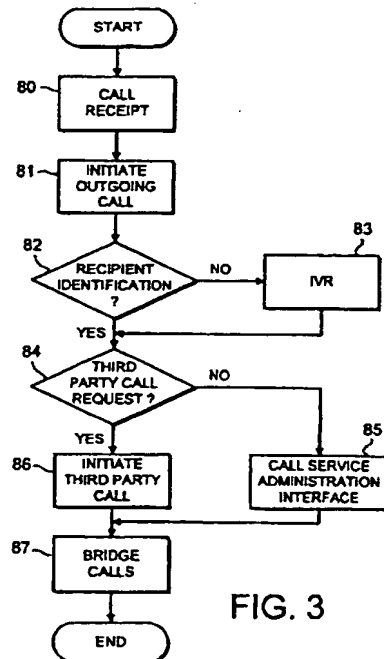 START
80
CALL
RECEIPT
81
INITIATE
OUTGOING
CALL
82
RECIPIENT
IDENTIFICATION
?
NO
83
IVR
YES
84
THIRD
PARTY CALL
REQUEST ?
NO
YES
85
CALL SERVICE
ADMINISTRATION
INTERFACE
86
INITIATE
THIRD PARTY
CALL
87
BRIDGE
CALLS
END
FIG. 3